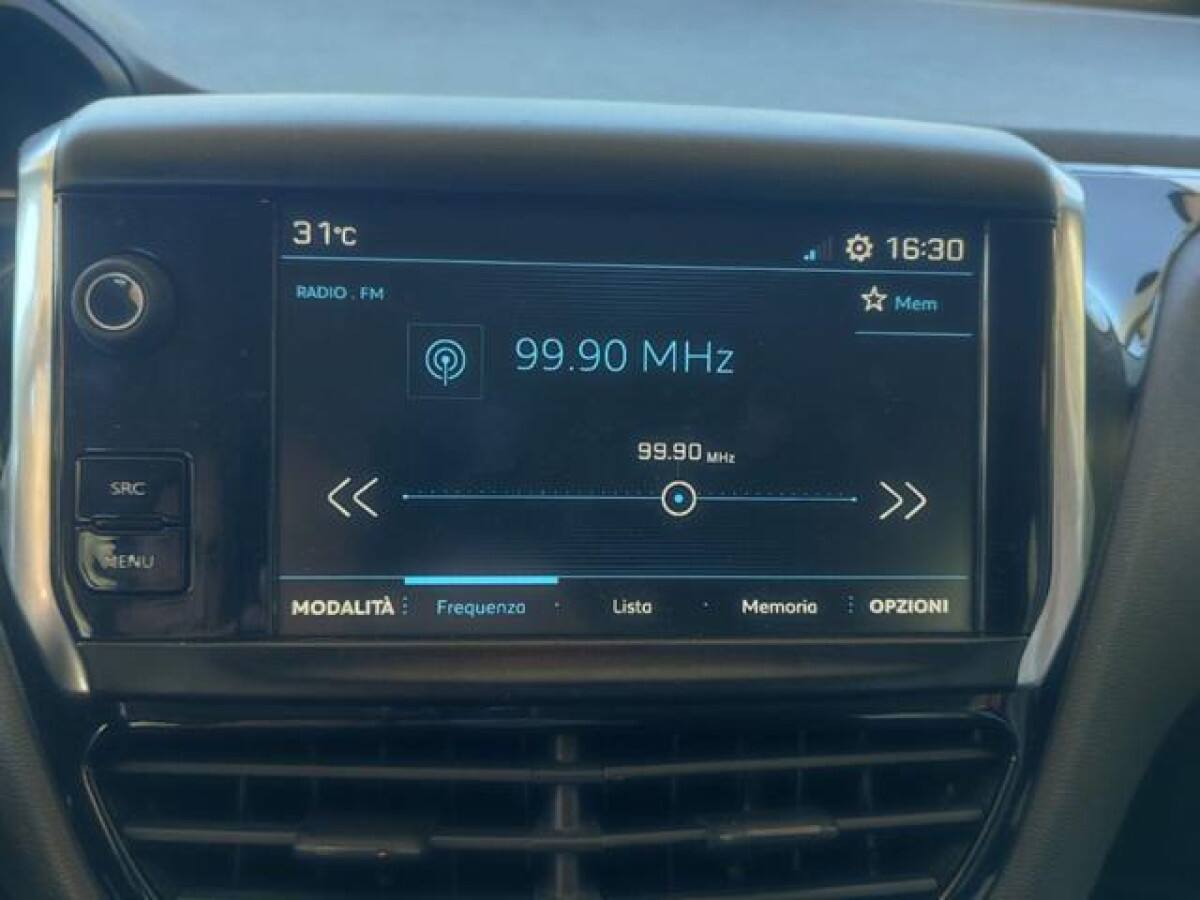 31°C
16:30
RADIO . FM
Mem
99.90 MHz
99.90 MHz
SRC
MENU
MODALITÀ Frequenza Lista Memoria OPZIONI